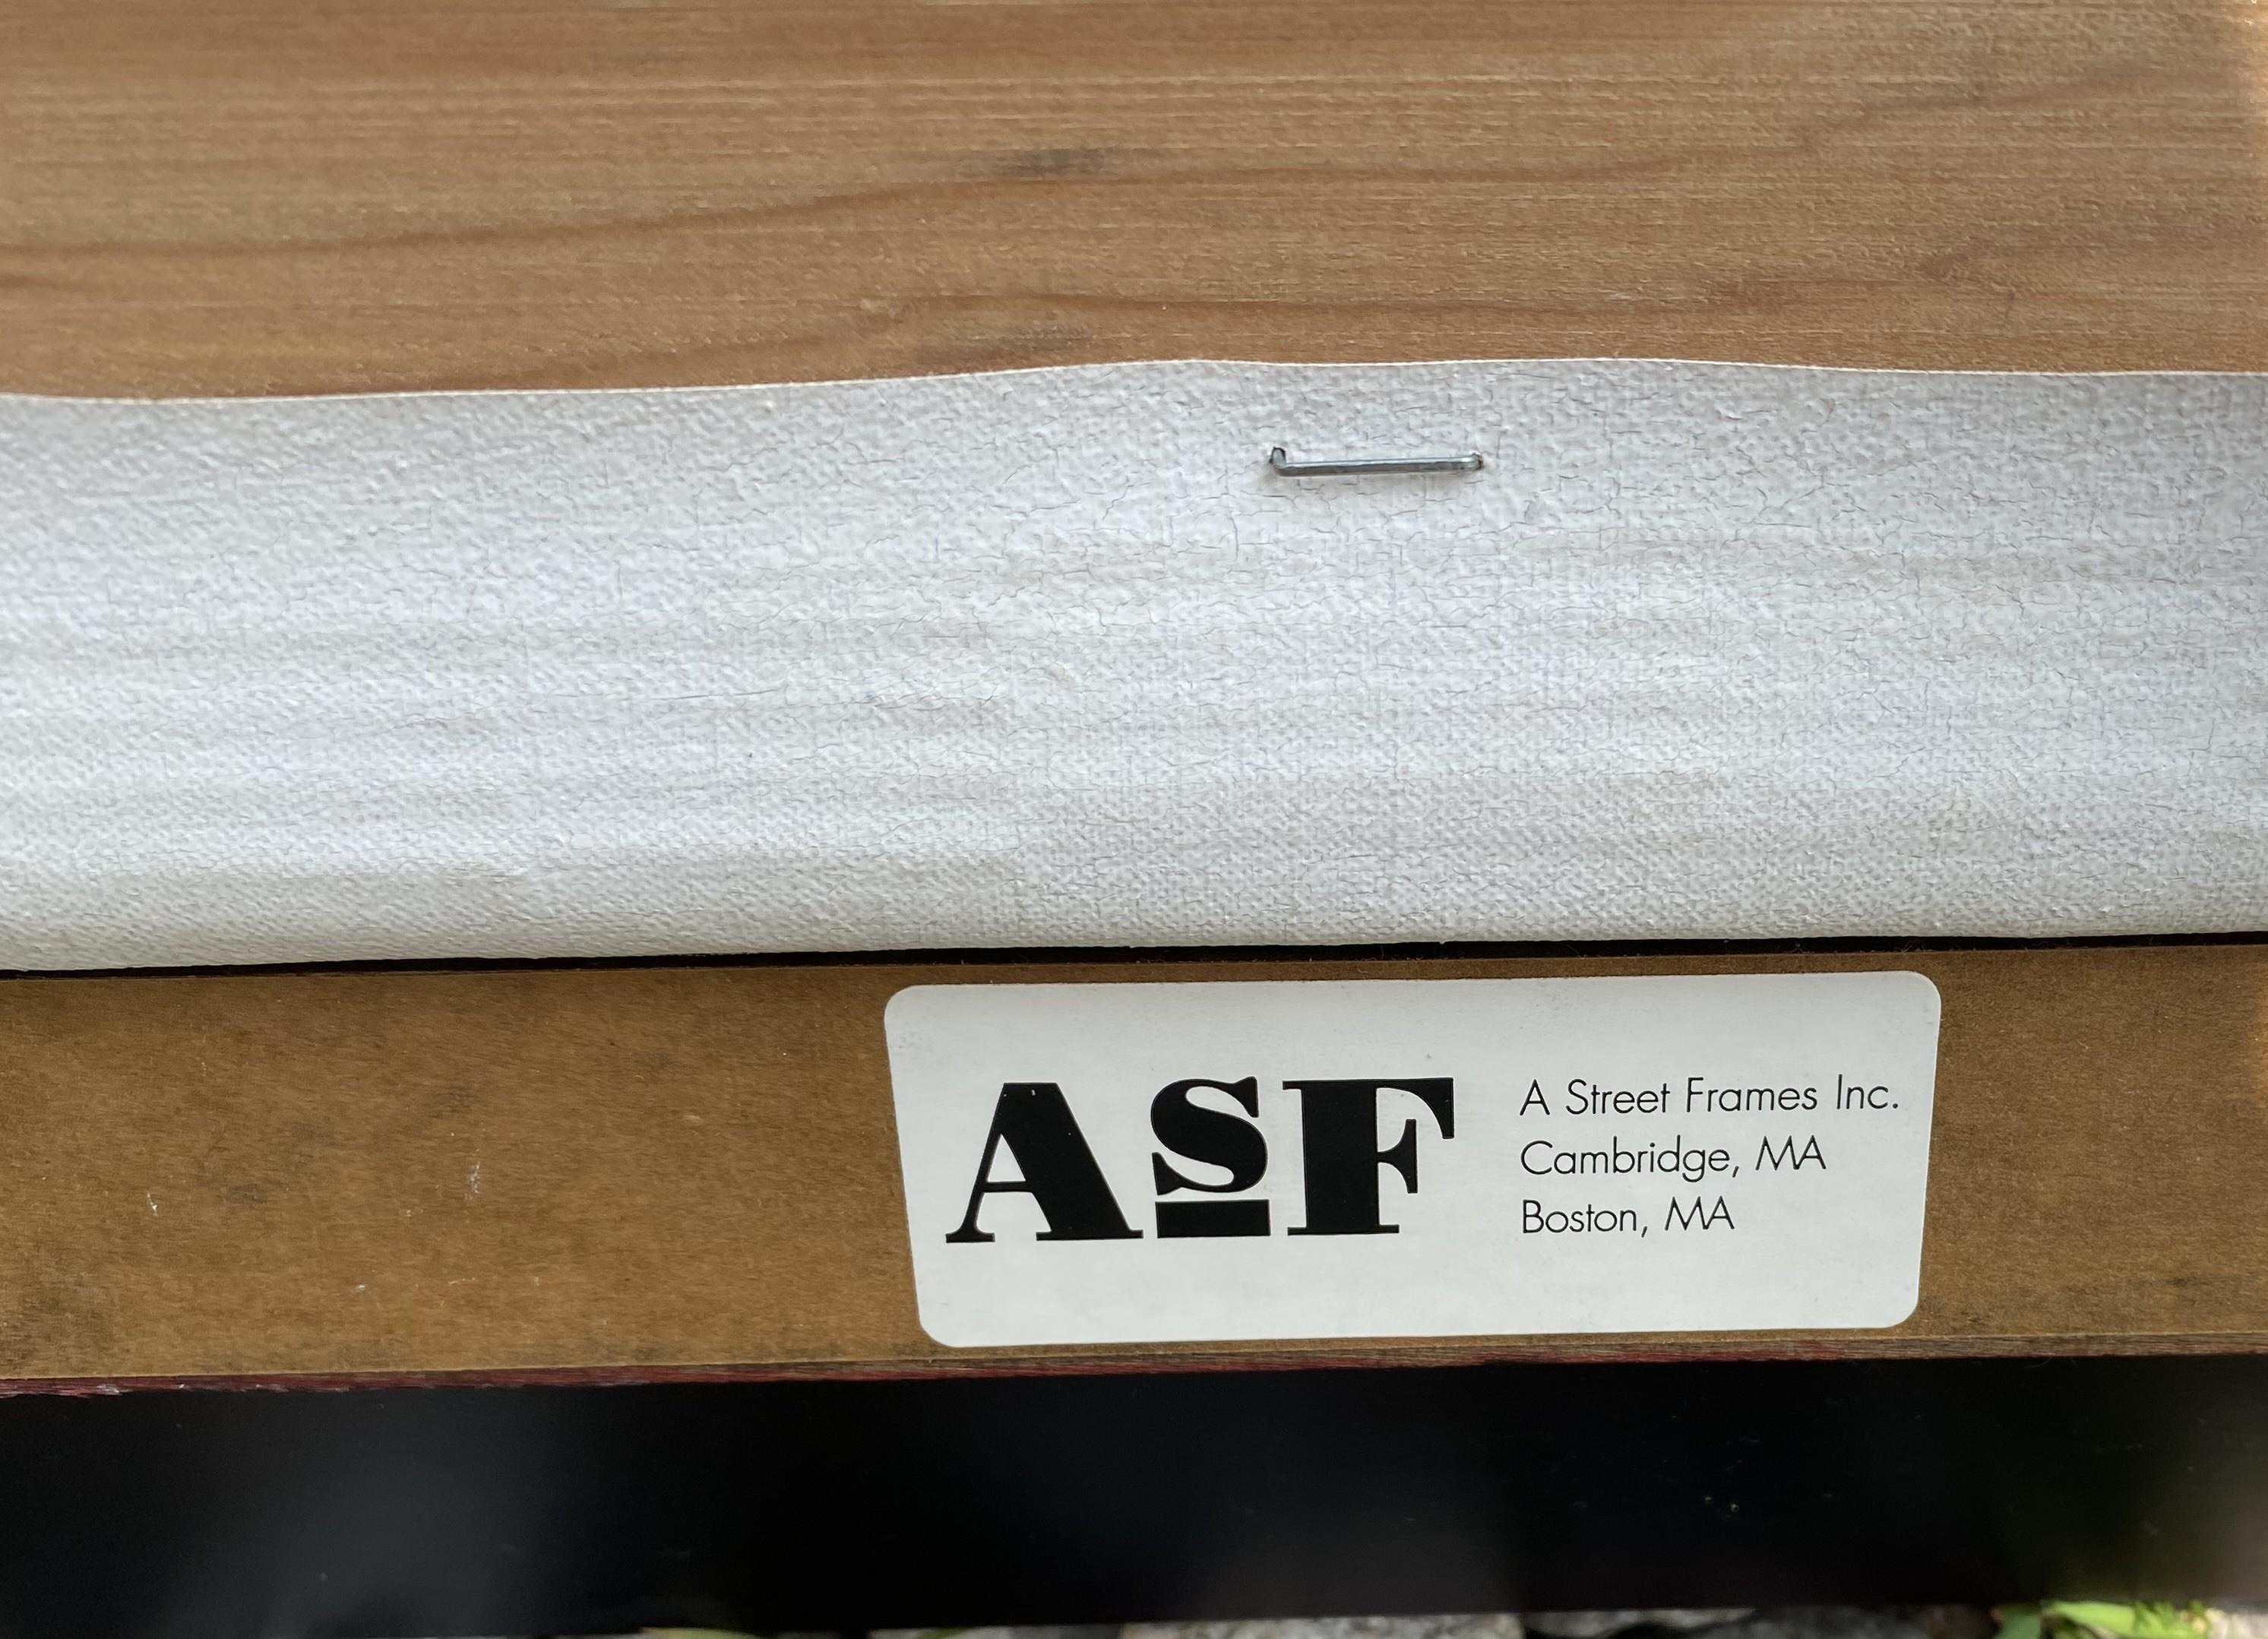 ASF
A Street Frames Inc.
Cambridge, MA
Boston, MA